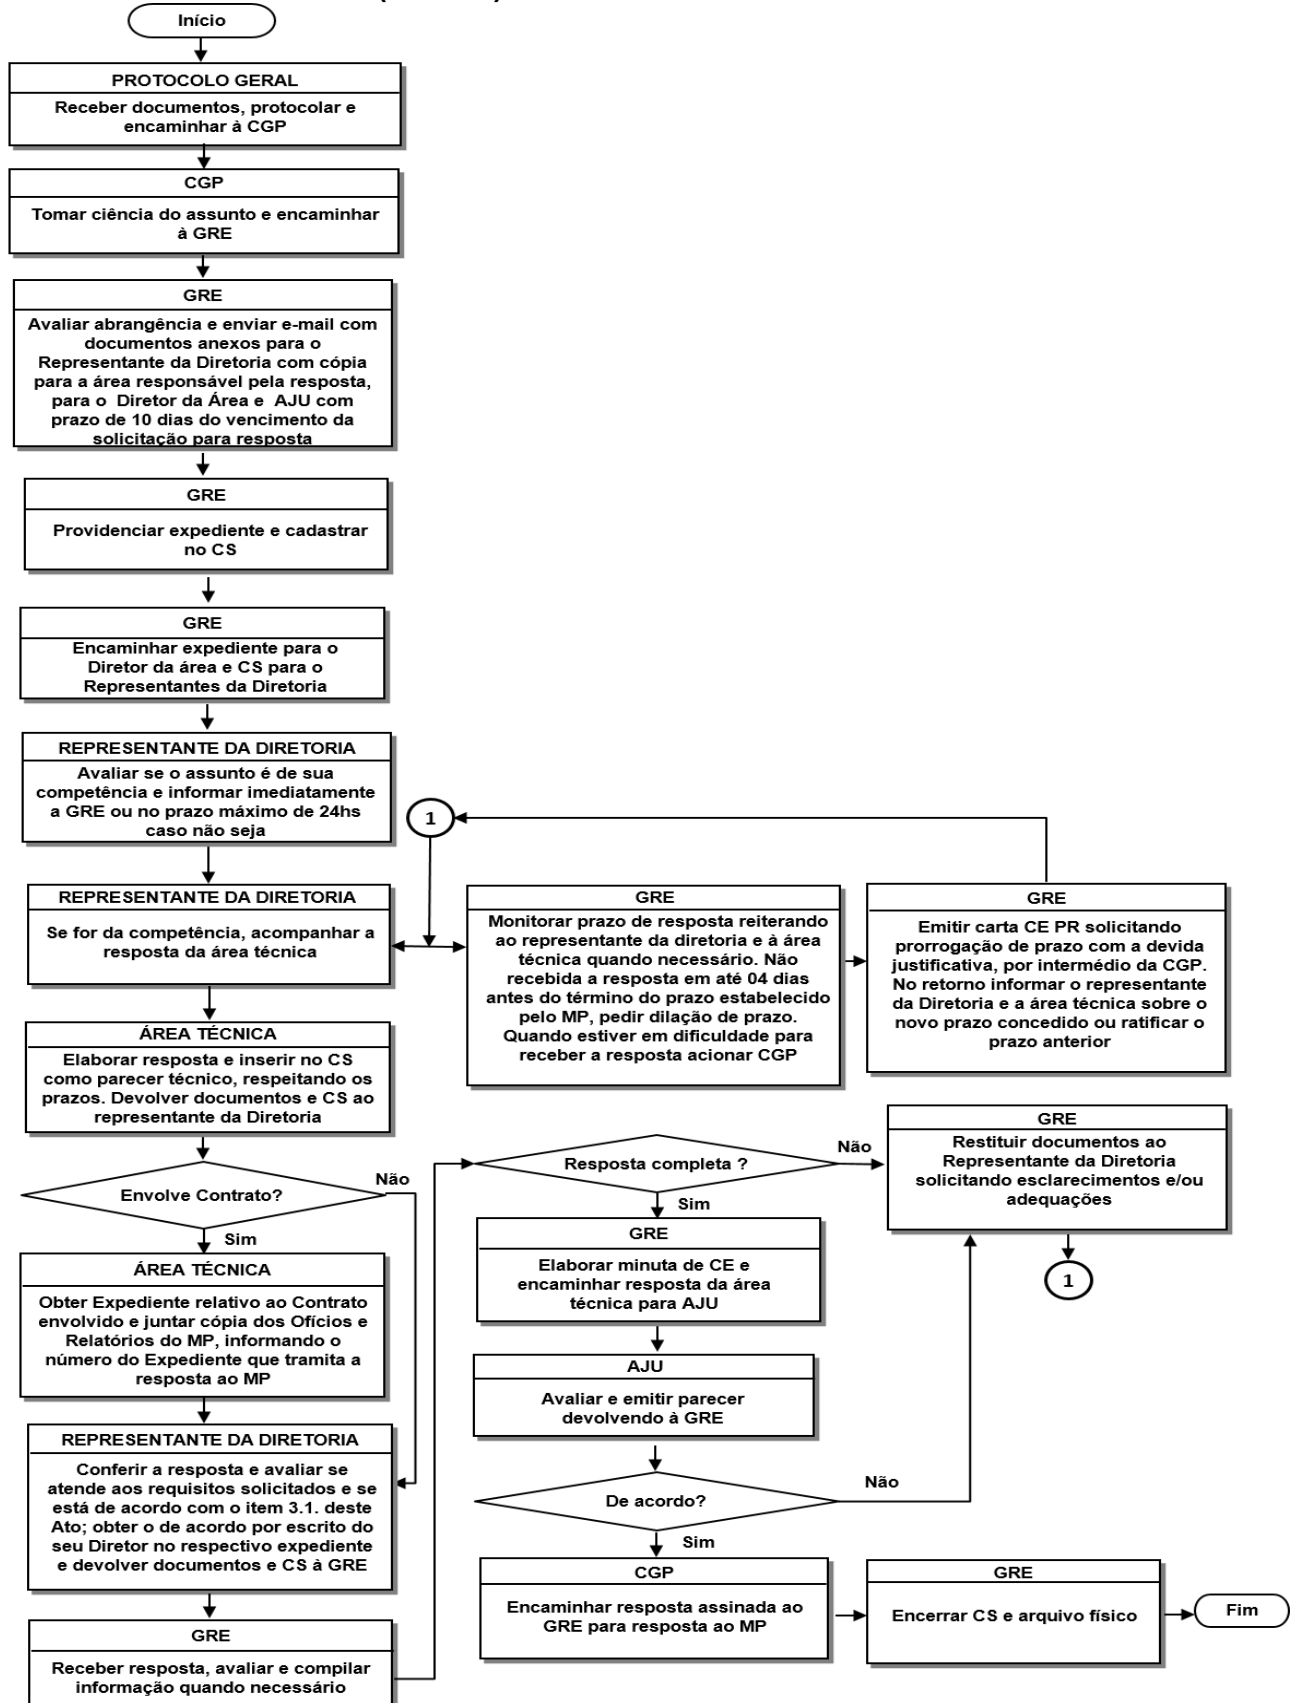 Início
PROTOCOLO GERAL
Receber documentos, protocolar e
encaminhar à CGP
CGP
Tomar ciência do assunto e encaminhar
à GRE
GRE
Avaliar abrangência e enviar e-mail com
documentos anexos para o
Representante da Diretoria com cópia
para a área responsável pela resposta,
para o Diretor da Área e AJU com
prazo de 10 dias do vencimento da
solicitação para resposta
GRE
Providenciar expediente e cadastrar
no CS
GRE
Encaminhar expediente para o
Diretor da área e CS para o
Representantes da Diretoria
REPRESENTANTE DA DIRETORIA
Avaliar se o assunto é de sua
competência e informar imediatamente
a GRE ou no prazo máximo de 24hs
caso não seja
1
REPRESENTANTE DA DIRETORIA
Se for da competência, acompanhar a
resposta da área técnica
GRE
Monitorar prazo de resposta reiterando
ao representante da diretoria e à área
técnica quando necessário. Não
recebida a resposta em até 04 dias
antes do término do prazo estabelecido
pelo MP, pedir dilação de prazo.
Quando estiver em dificuldade para
receber a resposta acionar CGP
GRE
Emitir carta CE PR solicitando
prorrogação de prazo com a devida
justificativa, por intermédio da CGP.
No retorno informar o representante
da Diretoria e a área técnica sobre o
novo prazo concedido ou ratificar o
prazo anterior
ÁREA TÉCNICA
Elaborar resposta e inserir no CS
como parecer técnico, respeitando os
prazos. Devolver documentos e CS ao
representante da Diretoria
Envolve Contrato?
Não
Sim
ÁREA TÉCNICA
Obter Expediente relativo ao Contrato
envolvido e juntar cópia dos Ofícios e
Relatórios do MP, informando o
número do Expediente que tramita a
resposta ao MP
REPRESENTANTE DA DIRETORIA
Conferir a resposta e avaliar se
atende aos requisitos solicitados e se
está de acordo com o item 3.1. deste
Ato; obter o de acordo por escrito do
seu Diretor no respectivo expediente
e devolver documentos e CS à GRE
GRE
Receber resposta, avaliar e compilar
informação quando necessário
Resposta completa ?
Não
Sim
GRE
Restituir documentos ao
Representante da Diretoria
solicitando esclarecimentos e/ou
adequações
1
GRE
Elaborar minuta de CE e
encaminhar resposta da área
técnica para AJU
AJU
Avaliar e emitir parecer
devolvendo à GRE
De acordo?
Não
Sim
CGP
Encaminhar resposta assinada ao
GRE para resposta ao MP
GRE
Encerrar CS e arquivo físico
Fim